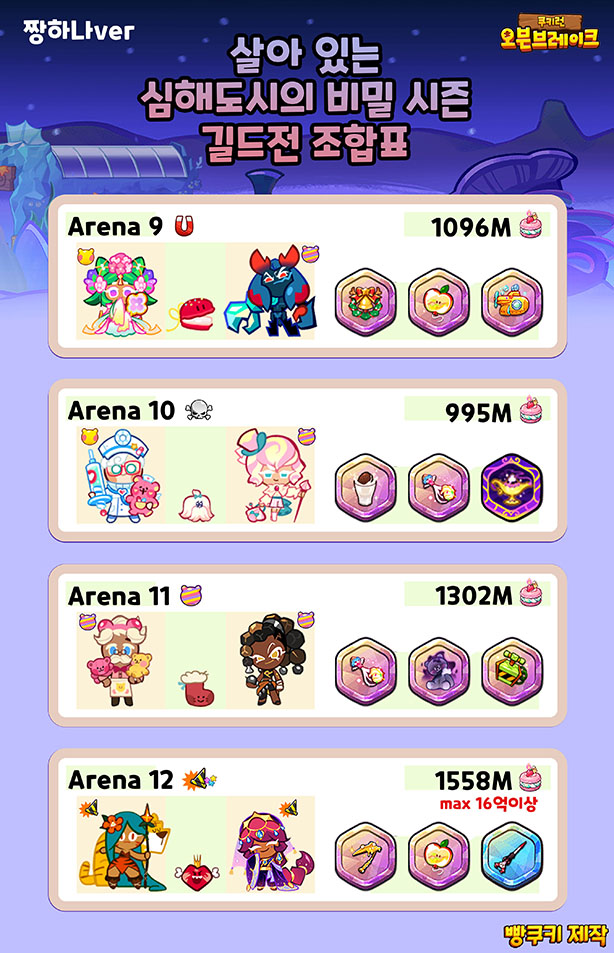 짱하나ver
쿠키런
오븐브레이크
살아 있는
심해도시의 비밀 시즌
길드전 조합표
Arena 9
1096M
Arena 10
995M
Arena 11
1302M
Arena 12
1558M
max 16억이상
빵쿠키 제작